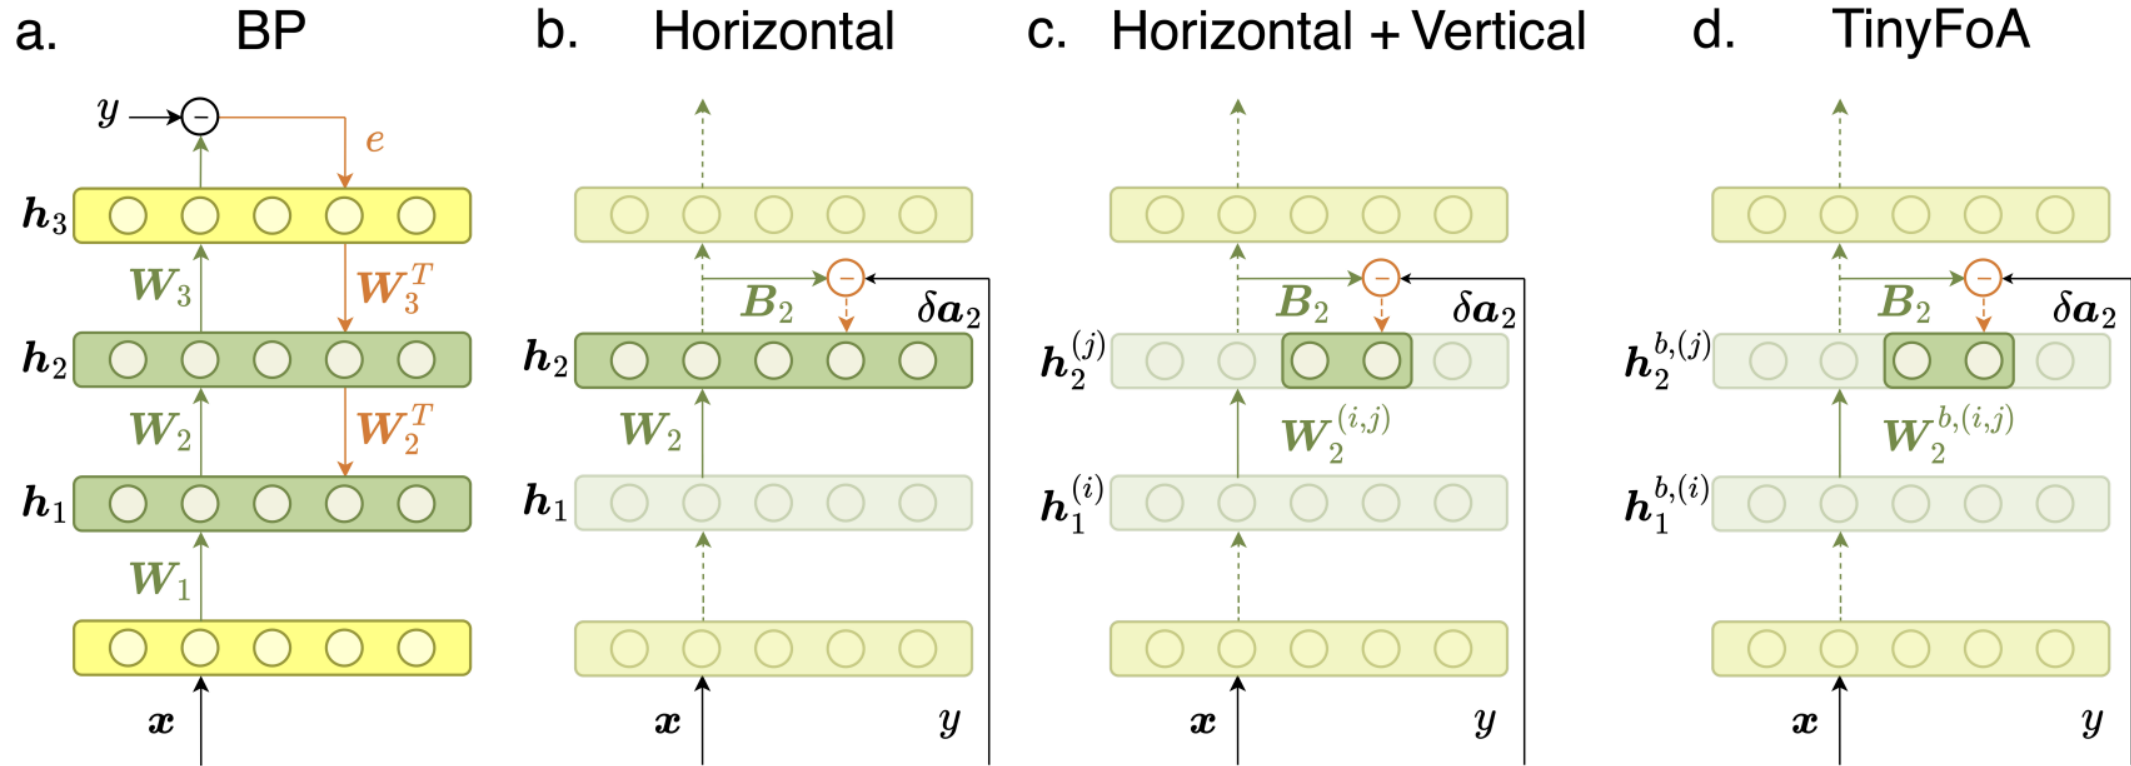 a. BP
y − e
h₃
W₃ W₃ᵀ
h₂
W₂ W₂ᵀ
h₁
W₁
x
b. Horizontal
−
B₂ δa₂
h₂
W₂
h₁
x y
c. Horizontal + Vertical
−
B₂ δa₂
h₂⁽ʲ⁾
W₂⁽ⁱ,ʲ⁾
h₁⁽ⁱ⁾
x y
d. TinyFoA
−
B₂ δa₂
h₂ᵇ,⁽ʲ⁾
W₂ᵇ,⁽ⁱ,ʲ⁾
h₁ᵇ,⁽ⁱ⁾
x y